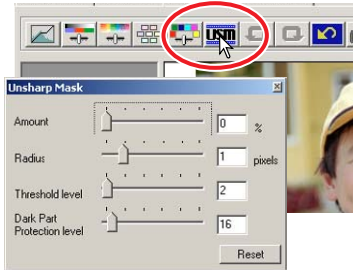 USM
Unsharp Mask
Amount 0 %
Radius 1 pixels
Threshold level 2
Dark Part
Protection level 16
Reset